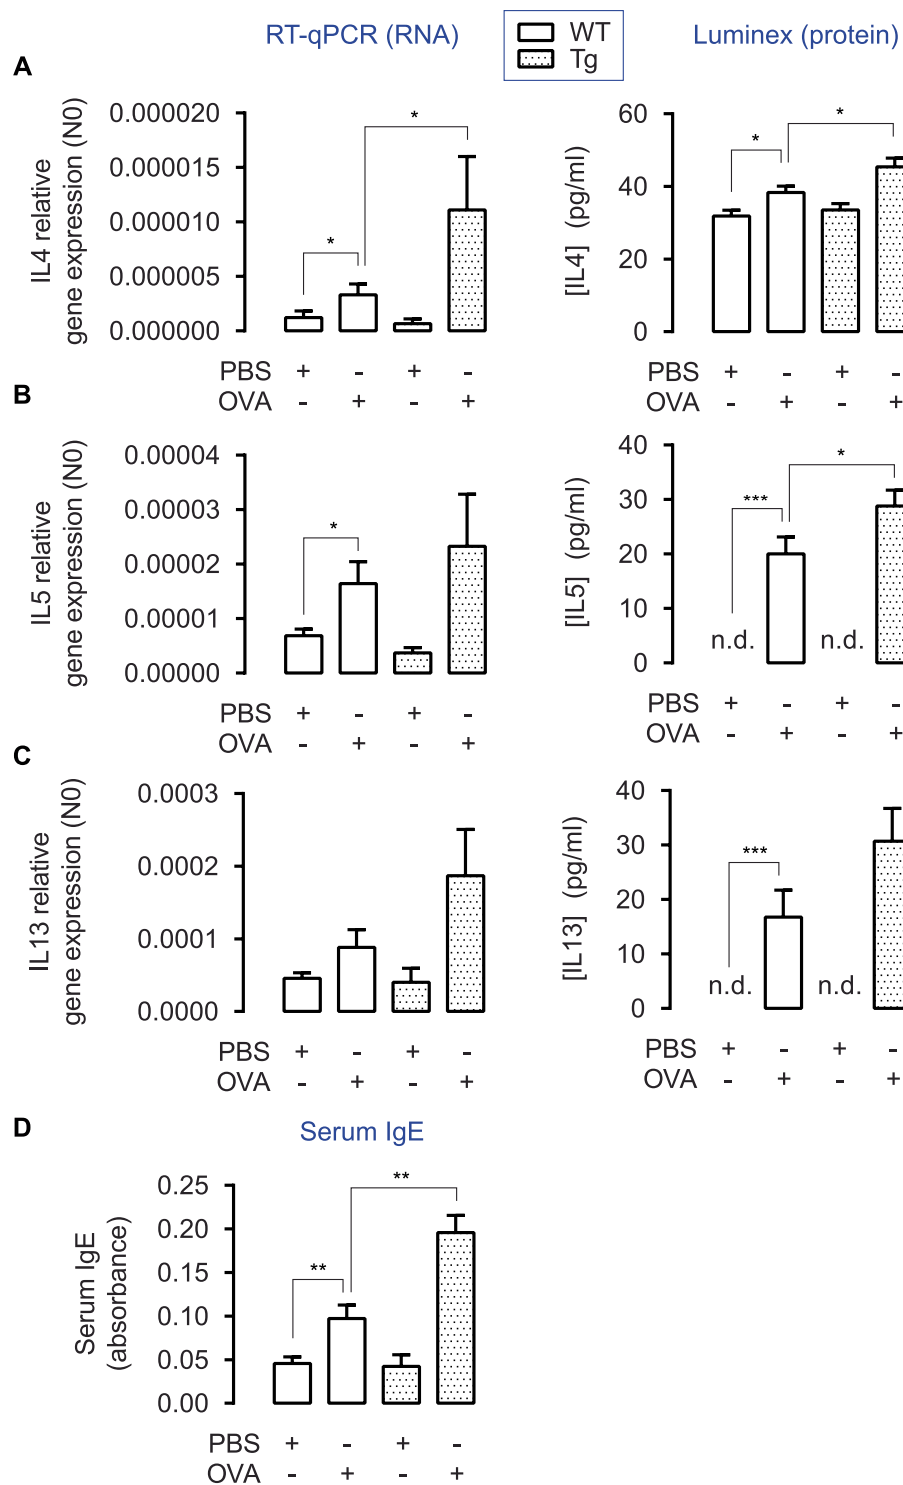 RT-qPCR (RNA)
WT
Tg
Luminex (protein)
A
IL4 relative
gene expression (N0)
0.000020
0.000015
0.000010
0.000005
0.000000
*
*
PBS + - + -
OVA - + - +
[IL4] (pg/ml)
60
40
20
0
*
*
PBS + - + -
OVA - + - +
B
IL5 relative
gene expression (N0)
0.00004
0.00003
0.00002
0.00001
0.00000
*
PBS + - + -
OVA - + - +
[IL5] (pg/ml)
40
30
20
10
0
***
*
n.d.
n.d.
PBS + - + -
OVA - + - +
C
IL13 relative
gene expression (N0)
0.0003
0.0002
0.0001
0.0000
PBS + - + -
OVA - + - +
[IL13] (pg/ml)
40
30
20
10
0
***
n.d.
n.d.
PBS + - + -
OVA - + - +
D
Serum IgE
Serum IgE
(absorbance)
0.25
0.20
0.15
0.10
0.05
0.00
**
**
PBS + - + -
OVA - + - +